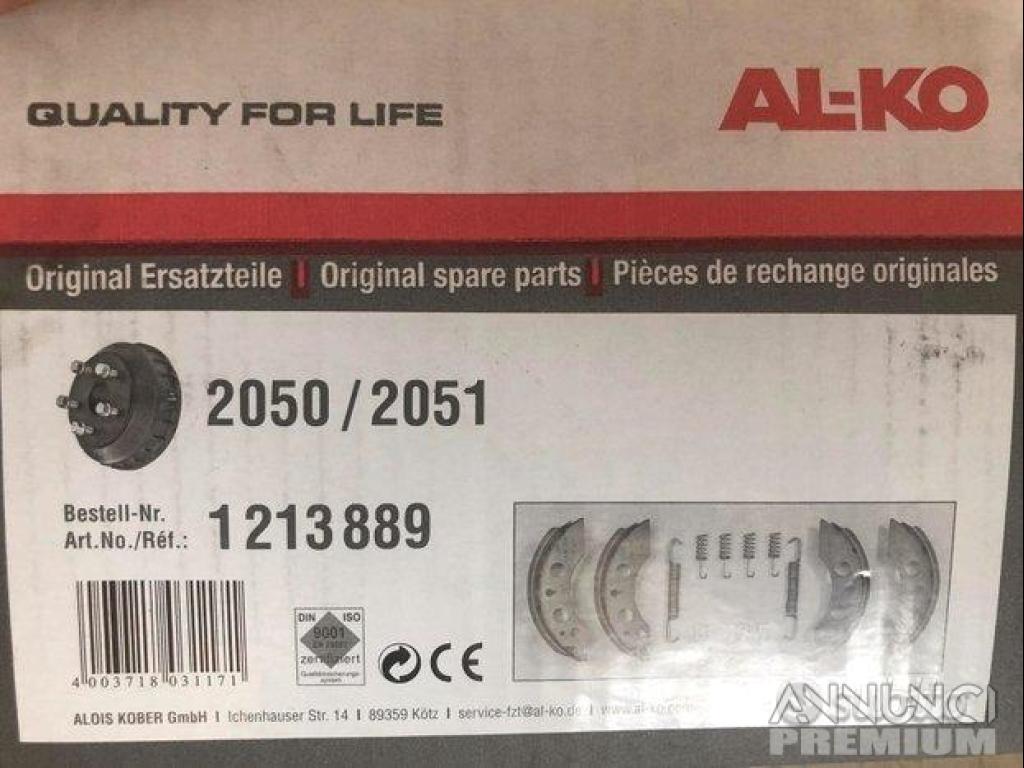 QUALITY FOR LIFE
AL-KO
Original Ersatzteile | Original spare parts | Pièces de rechange originales
2050 / 2051
Bestell-Nr.
Art.No./Réf.: 1 213 889
DIN ISO
9001
zertifiziert
Qualitätssicherungs-
system
CE
4 003718 031171
ALOIS KOBER GmbH | Ichenhauser Str. 14 | 89359 Kötz | service-fzt@al-ko.de | www.al-ko.com
ANNUNCI
PREMIUM